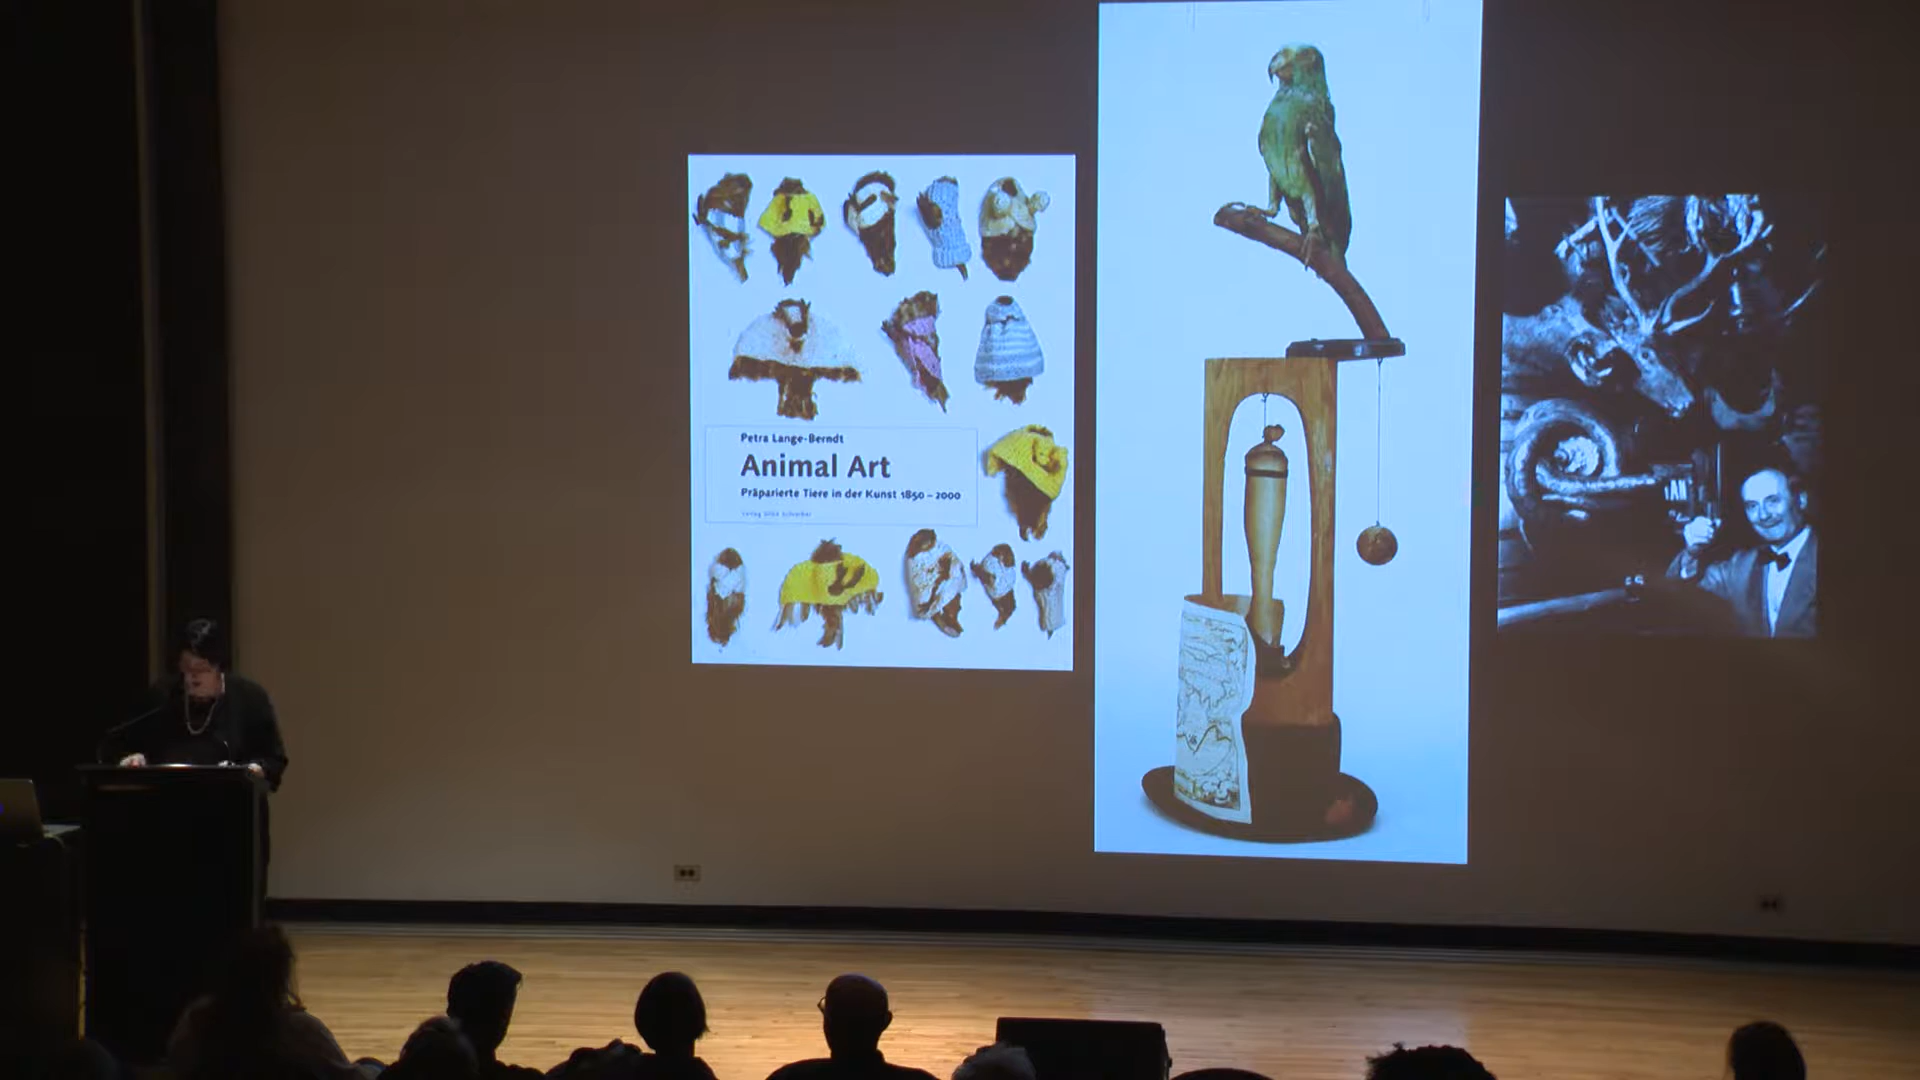 Petra Lange-Berndt
Animal Art
Präparierte Tiere in der Kunst 1850 – 2000